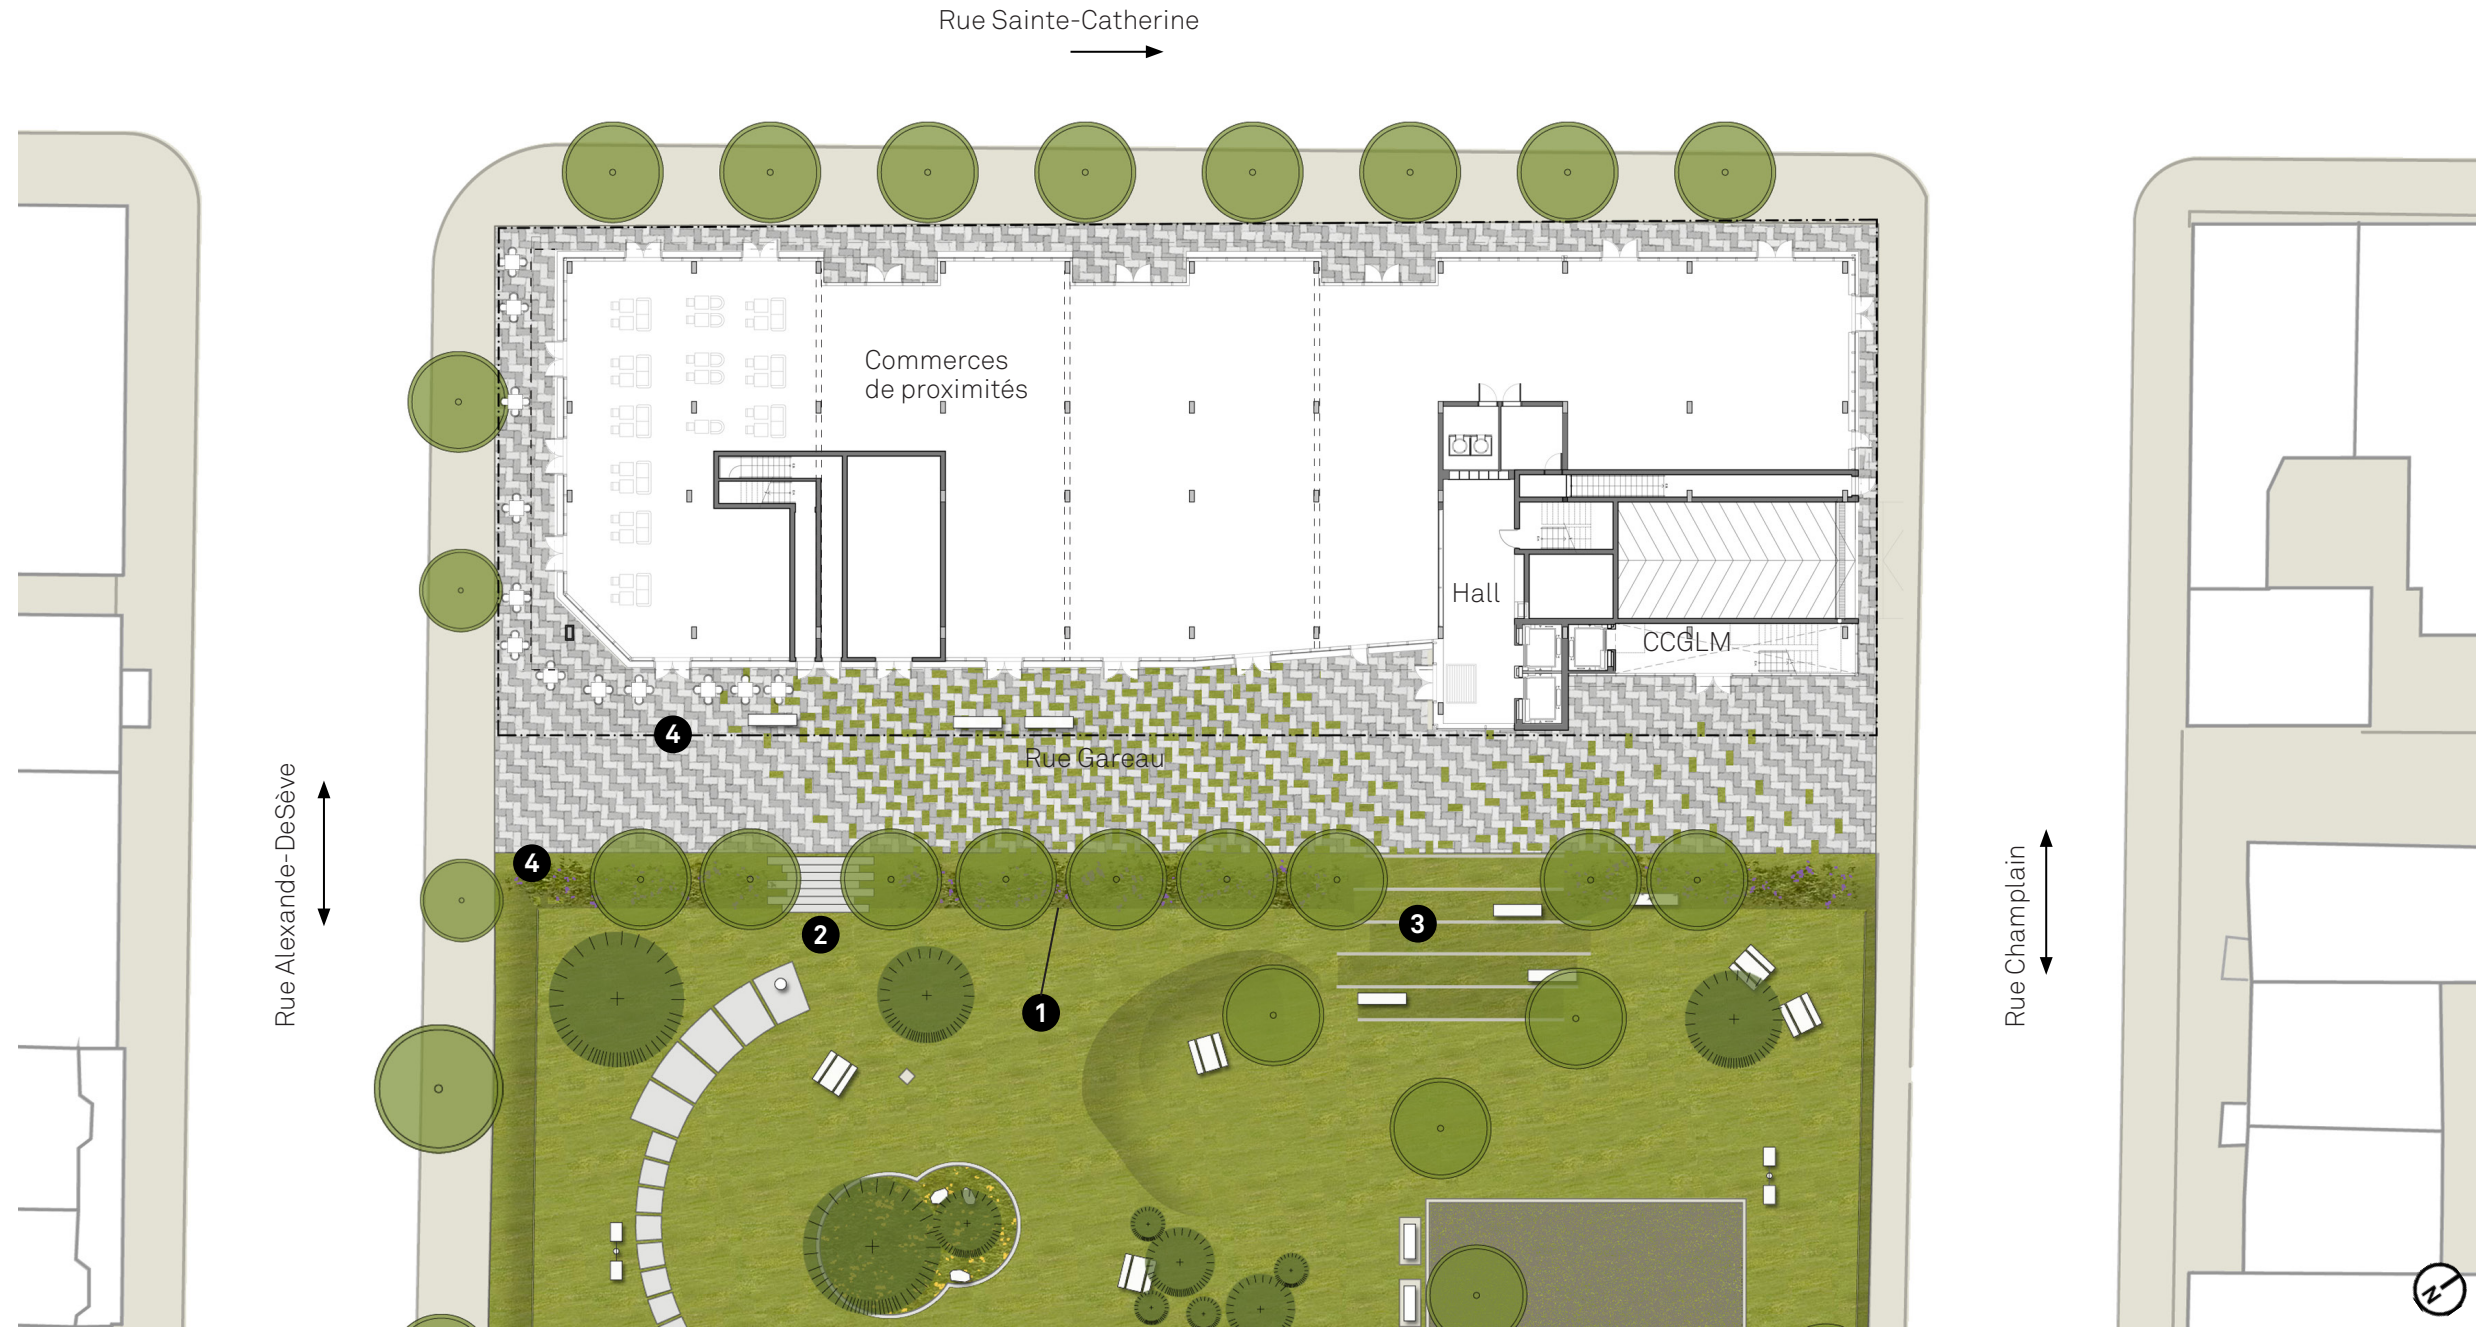 Rue Sainte-Catherine
Commerces
de proximités
Hall
CCGLM
4
Rue Gareau
Rue Alexande-DeSève
Rue Champlain
4
2
3
1
N